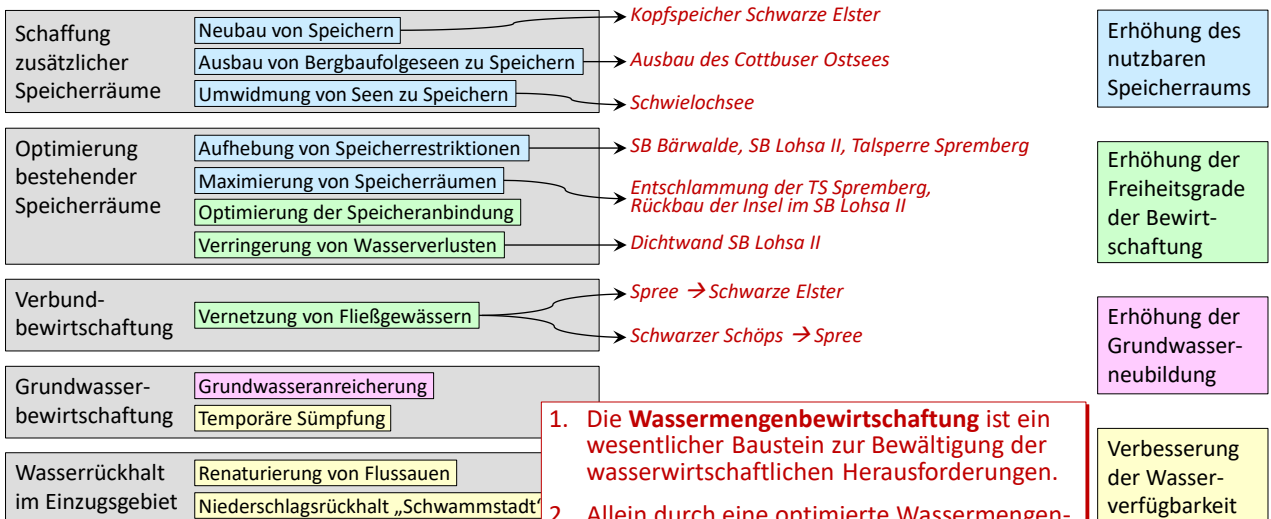 Schaffung
zusätzlicher
Speicherräume
Neubau von Speichern
Ausbau von Bergbaufolgeseen zu Speichern
Umwidmung von Seen zu Speichern
Kopfspeicher Schwarze Elster
Ausbau des Cottbuser Ostsees
Schwielochsee
Erhöhung des
nutzbaren
Speicherraums
Optimierung
bestehender
Speicherräume
Aufhebung von Speicherrestriktionen
Maximierung von Speicherräumen
Optimierung der Speicheranbindung
Verringerung von Wasserverlusten
SB Bärwalde, SB Lohsa II, Talsperre Spremberg
Entschlammung der TS Spremberg,
Rückbau der Insel im SB Lohsa II
Dichtwand SB Lohsa II
Erhöhung der
Freiheitsgrade
der Bewirt-
schaftung
Verbund-
bewirtschaftung
Vernetzung von Fließgewässern
Spree → Schwarze Elster
Schwarzer Schöps → Spree
Erhöhung der
Grundwasser-
neubildung
Grundwasser-
bewirtschaftung
Grundwasseranreicherung
Temporäre Sümpfung
Wasserrückhalt
im Einzugsgebiet
Renaturierung von Flussauen
Niederschlagsrückhalt „Schwammstadt“
1. Die Wassermengenbewirtschaftung ist ein
wesentlicher Baustein zur Bewältigung der
wasserwirtschaftlichen Herausforderungen.
2. Allein durch eine optimierte Wassermengen-
Verbesserung
der Wasser-
verfügbarkeit